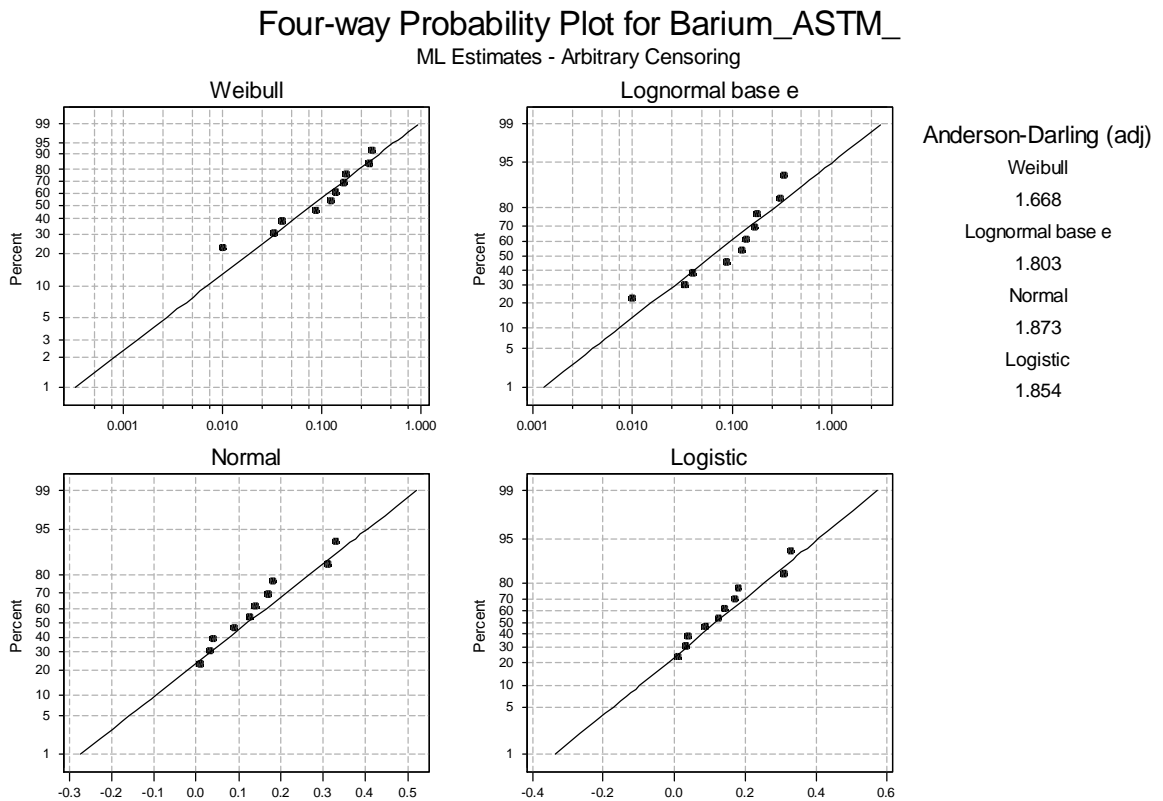 Four-way Probability Plot for Barium_ASTM_
ML Estimates - Arbitrary Censoring
Weibull
Percent
99
95
90
80
70
60
50
40
30
20
10
5
3
2
1
0.001 0.010 0.100 1.000
Lognormal base e
Percent
99
95
80
70
60
50
40
30
20
10
5
1
0.001 0.010 0.100 1.000
Normal
Percent
99
95
80
70
60
50
40
30
20
10
5
1
-0.3 -0.2 -0.1 0.0 0.1 0.2 0.3 0.4 0.5
Logistic
Percent
99
95
80
70
60
50
40
30
20
10
5
1
-0.4 -0.2 0.0 0.2 0.4 0.6
Anderson-Darling (adj)
Weibull
1.668
Lognormal base e
1.803
Normal
1.873
Logistic
1.854